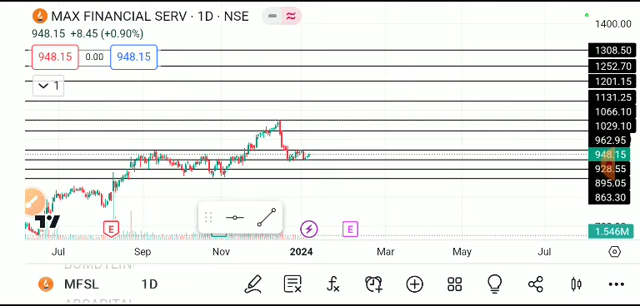 MAX FINANCIAL SERV · 1D · NSE
948.15 +8.45 (+0.90%)
948.15 0.00 948.15
1
1400.00
1308.50
1252.70
1201.15
1131.25
1066.10
1029.10
962.95
948.15
928.55
895.05
863.30
1.546M
E
E
Jul Sep Nov 2024 Mar May Jul
MFSL 1D